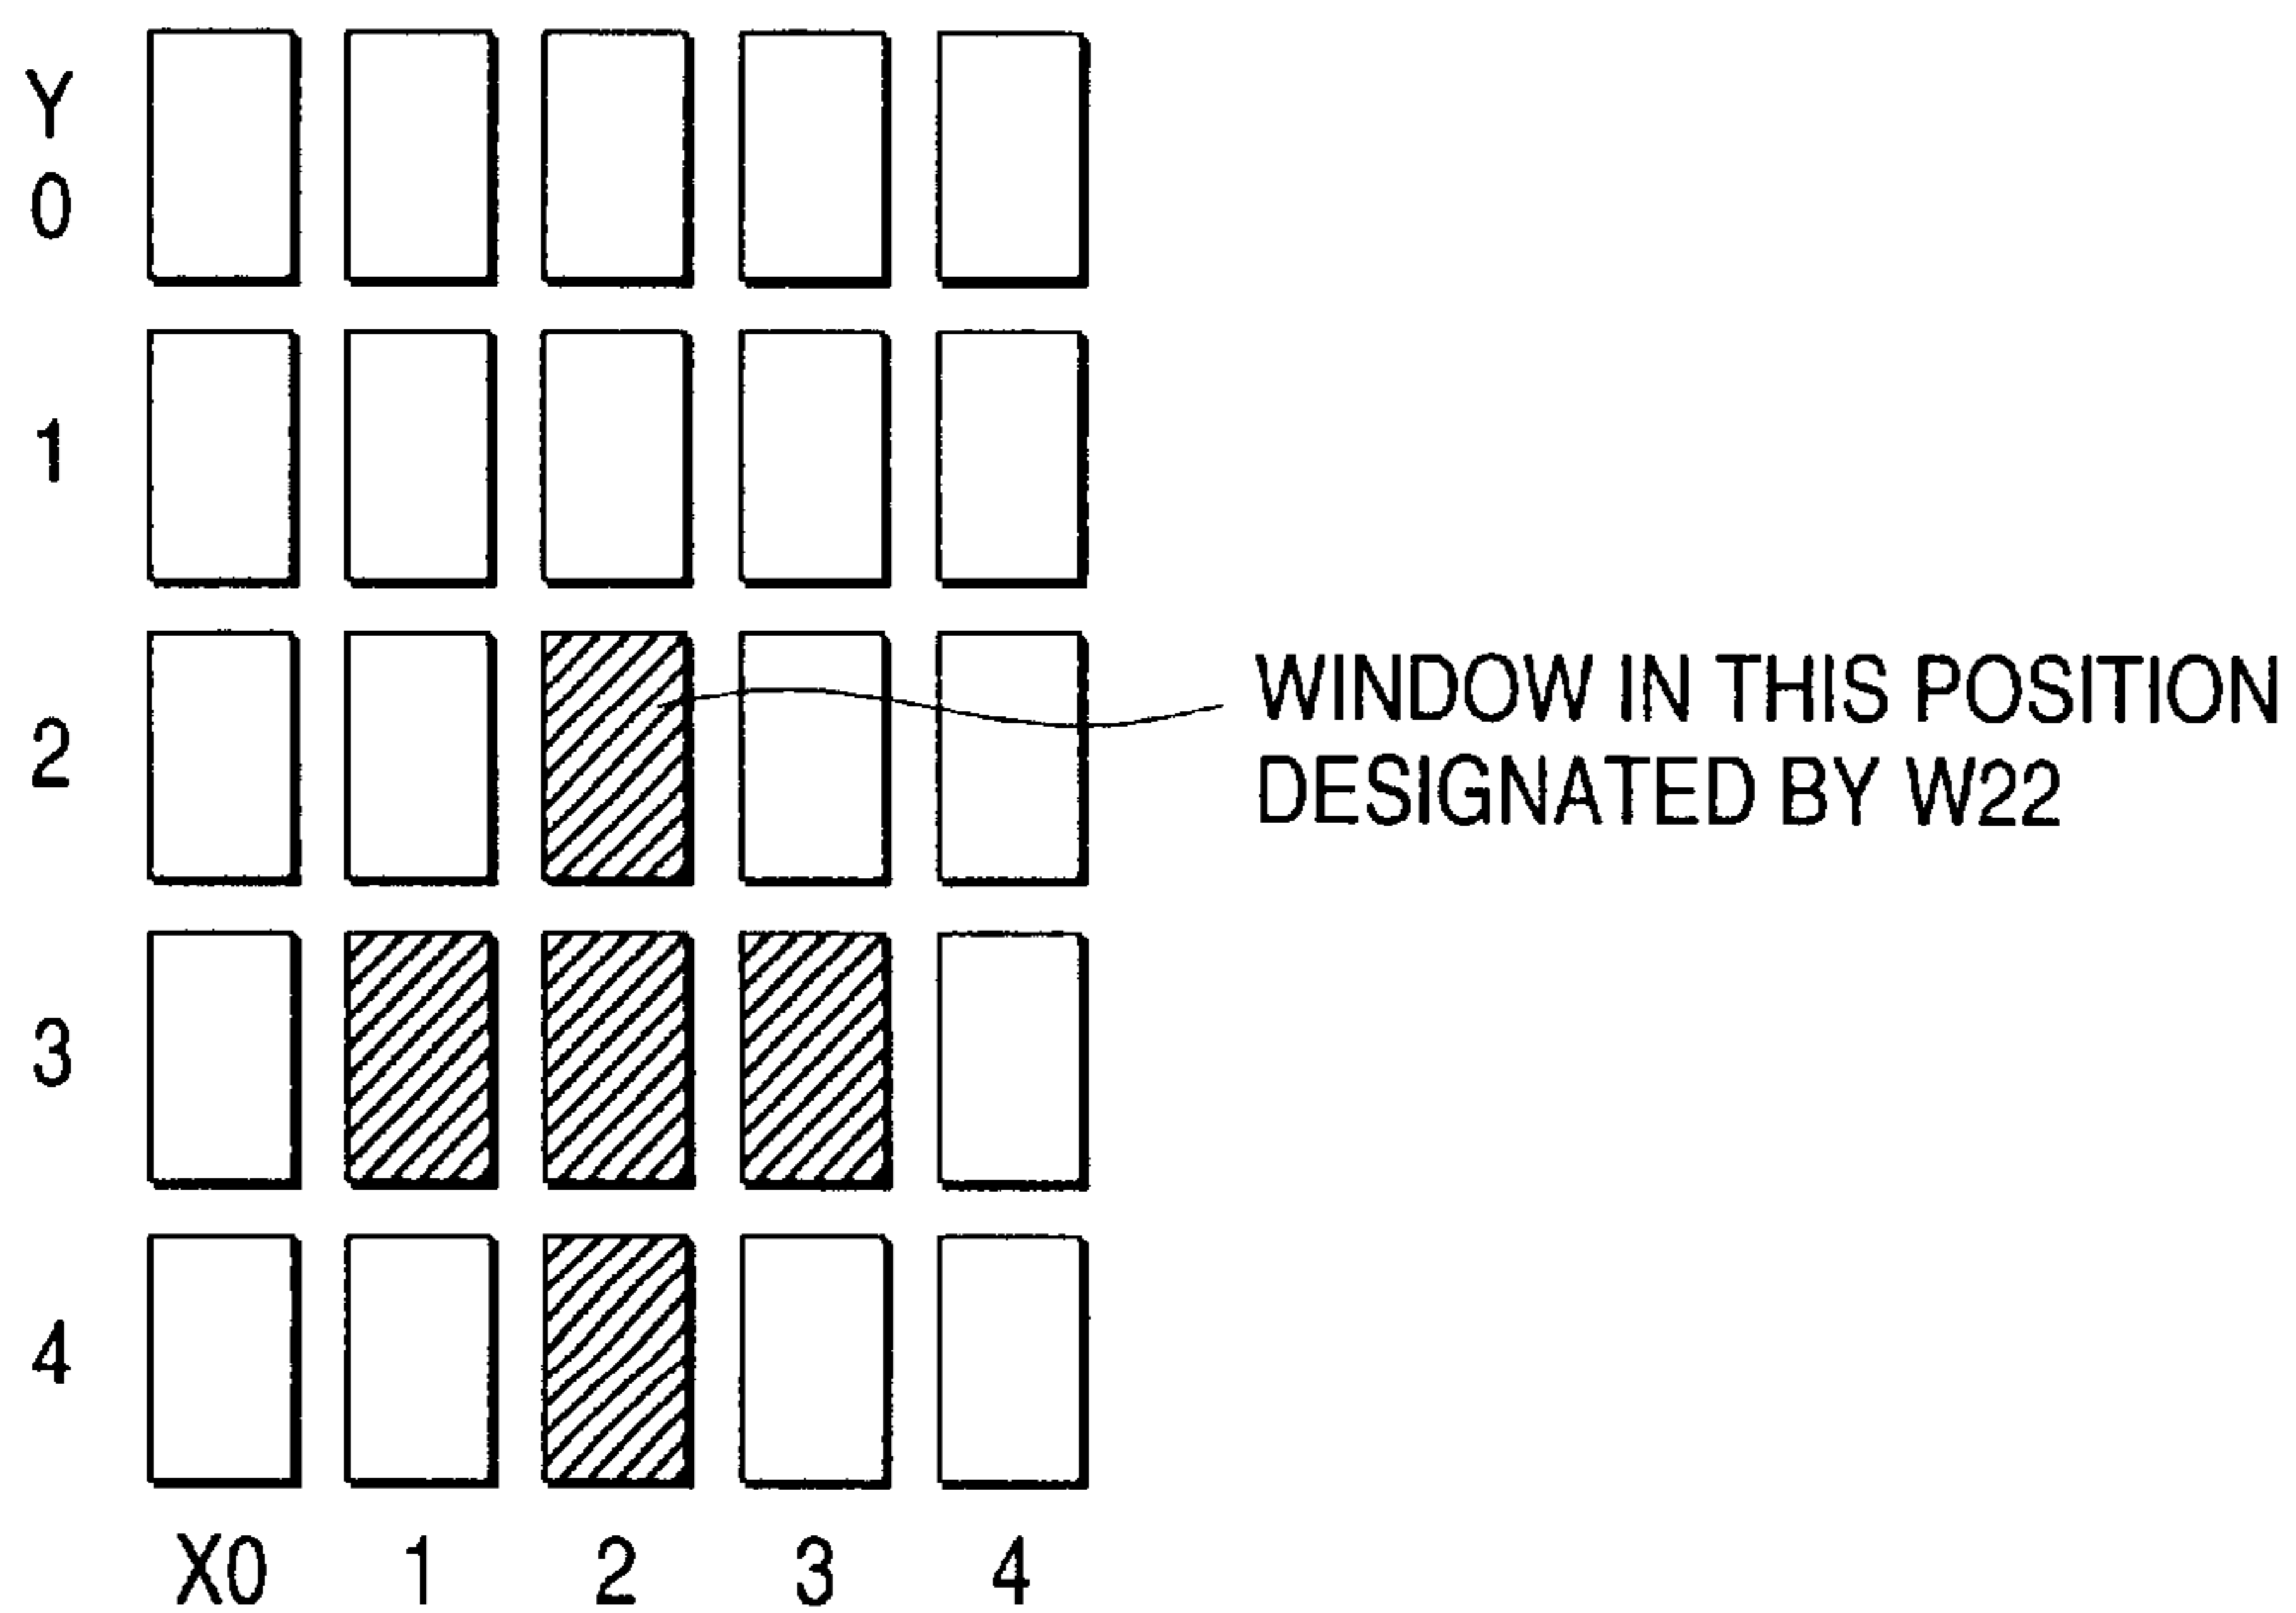 Y
0
1
2
WINDOW IN THIS POSITION
DESIGNATED BY W22
3
4
X0 1 2 3 4